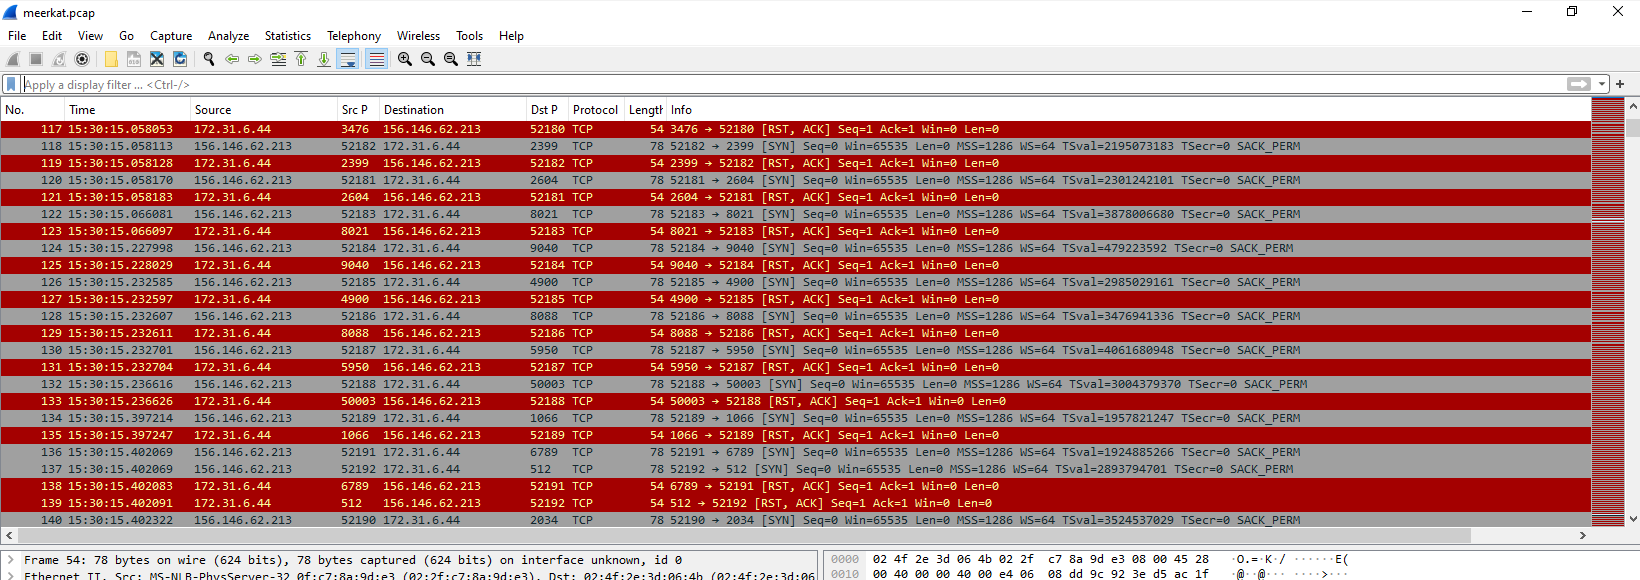 meerkat.pcap
File Edit View Go Capture Analyze Statistics Telephony Wireless Tools Help
Apply a display filter ... <Ctrl-/>
No. Time Source Src P Destination Dst P Protocol Length Info
117 15:30:15.058053 172.31.6.44 3476 156.146.62.213 52180 TCP 54 3476 → 52180 [RST, ACK] Seq=1 Ack=1 Win=0 Len=0
118 15:30:15.058113 156.146.62.213 52182 172.31.6.44 2399 TCP 78 52182 → 2399 [SYN] Seq=0 Win=65535 Len=0 MSS=1286 WS=64 TSval=2195073183 TSecr=0 SACK_PERM
119 15:30:15.058128 172.31.6.44 2399 156.146.62.213 52182 TCP 54 2399 → 52182 [RST, ACK] Seq=1 Ack=1 Win=0 Len=0
120 15:30:15.058170 156.146.62.213 52181 172.31.6.44 2604 TCP 78 52181 → 2604 [SYN] Seq=0 Win=65535 Len=0 MSS=1286 WS=64 TSval=2301242101 TSecr=0 SACK_PERM
121 15:30:15.058183 172.31.6.44 2604 156.146.62.213 52181 TCP 54 2604 → 52181 [RST, ACK] Seq=1 Ack=1 Win=0 Len=0
122 15:30:15.066081 156.146.62.213 52183 172.31.6.44 8021 TCP 78 52183 → 8021 [SYN] Seq=0 Win=65535 Len=0 MSS=1286 WS=64 TSval=3878006680 TSecr=0 SACK_PERM
123 15:30:15.066097 172.31.6.44 8021 156.146.62.213 52183 TCP 54 8021 → 52183 [RST, ACK] Seq=1 Ack=1 Win=0 Len=0
124 15:30:15.227998 156.146.62.213 52184 172.31.6.44 9040 TCP 78 52184 → 9040 [SYN] Seq=0 Win=65535 Len=0 MSS=1286 WS=64 TSval=479223592 TSecr=0 SACK_PERM
125 15:30:15.228029 172.31.6.44 9040 156.146.62.213 52184 TCP 54 9040 → 52184 [RST, ACK] Seq=1 Ack=1 Win=0 Len=0
126 15:30:15.232585 156.146.62.213 52185 172.31.6.44 4900 TCP 78 52185 → 4900 [SYN] Seq=0 Win=65535 Len=0 MSS=1286 WS=64 TSval=2985029161 TSecr=0 SACK_PERM
127 15:30:15.232597 172.31.6.44 4900 156.146.62.213 52185 TCP 54 4900 → 52185 [RST, ACK] Seq=1 Ack=1 Win=0 Len=0
128 15:30:15.232607 156.146.62.213 52186 172.31.6.44 8088 TCP 78 52186 → 8088 [SYN] Seq=0 Win=65535 Len=0 MSS=1286 WS=64 TSval=3476941336 TSecr=0 SACK_PERM
129 15:30:15.232611 172.31.6.44 8088 156.146.62.213 52186 TCP 54 8088 → 52186 [RST, ACK] Seq=1 Ack=1 Win=0 Len=0
130 15:30:15.232701 156.146.62.213 52187 172.31.6.44 5950 TCP 78 52187 → 5950 [SYN] Seq=0 Win=65535 Len=0 MSS=1286 WS=64 TSval=4061680948 TSecr=0 SACK_PERM
131 15:30:15.232704 172.31.6.44 5950 156.146.62.213 52187 TCP 54 5950 → 52187 [RST, ACK] Seq=1 Ack=1 Win=0 Len=0
132 15:30:15.236616 156.146.62.213 52188 172.31.6.44 50003 TCP 78 52188 → 50003 [SYN] Seq=0 Win=65535 Len=0 MSS=1286 WS=64 TSval=3004379370 TSecr=0 SACK_PERM
133 15:30:15.236626 172.31.6.44 50003 156.146.62.213 52188 TCP 54 50003 → 52188 [RST, ACK] Seq=1 Ack=1 Win=0 Len=0
134 15:30:15.397214 156.146.62.213 52189 172.31.6.44 1066 TCP 78 52189 → 1066 [SYN] Seq=0 Win=65535 Len=0 MSS=1286 WS=64 TSval=1957821247 TSecr=0 SACK_PERM
135 15:30:15.397247 172.31.6.44 1066 156.146.62.213 52189 TCP 54 1066 → 52189 [RST, ACK] Seq=1 Ack=1 Win=0 Len=0
136 15:30:15.402069 156.146.62.213 52191 172.31.6.44 6789 TCP 78 52191 → 6789 [SYN] Seq=0 Win=65535 Len=0 MSS=1286 WS=64 TSval=1924885266 TSecr=0 SACK_PERM
137 15:30:15.402069 156.146.62.213 52192 172.31.6.44 512 TCP 78 52192 → 512 [SYN] Seq=0 Win=65535 Len=0 MSS=1286 WS=64 TSval=2893794701 TSecr=0 SACK_PERM
138 15:30:15.402083 172.31.6.44 6789 156.146.62.213 52191 TCP 54 6789 → 52191 [RST, ACK] Seq=1 Ack=1 Win=0 Len=0
139 15:30:15.402091 172.31.6.44 512 156.146.62.213 52192 TCP 54 512 → 52192 [RST, ACK] Seq=1 Ack=1 Win=0 Len=0
140 15:30:15.402322 156.146.62.213 52190 172.31.6.44 2034 TCP 78 52190 → 2034 [SYN] Seq=0 Win=65535 Len=0 MSS=1286 WS=64 TSval=3524537029 TSecr=0 SACK_PERM
Frame 54: 78 bytes on wire (624 bits), 78 bytes captured (624 bits) on interface unknown, id 0
Ethernet II, Src: MS-NLB-PhysServer-32_0f:c7:8a:9d:e3 (02:2f:c7:8a:9d:e3), Dst: 02:4f:2e:3d:06:4b (02:4f:2e:3d:06
0000 02 4f 2e 3d 06 4b 02 2f c7 8a 9d e3 08 00 45 28 ·O.=·K·/ ······E(
0010 00 40 00 00 40 00 e4 06 08 dd 9c 92 3e d5 ac 1f ·@··@··· ····>···